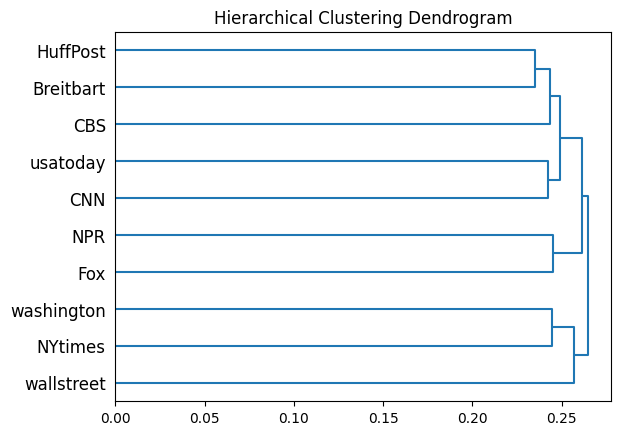 Hierarchical Clustering Dendrogram
HuffPost
Breitbart
CBS
usatoday
CNN
NPR
Fox
washington
NYtimes
wallstreet
0.00 0.05 0.10 0.15 0.20 0.25